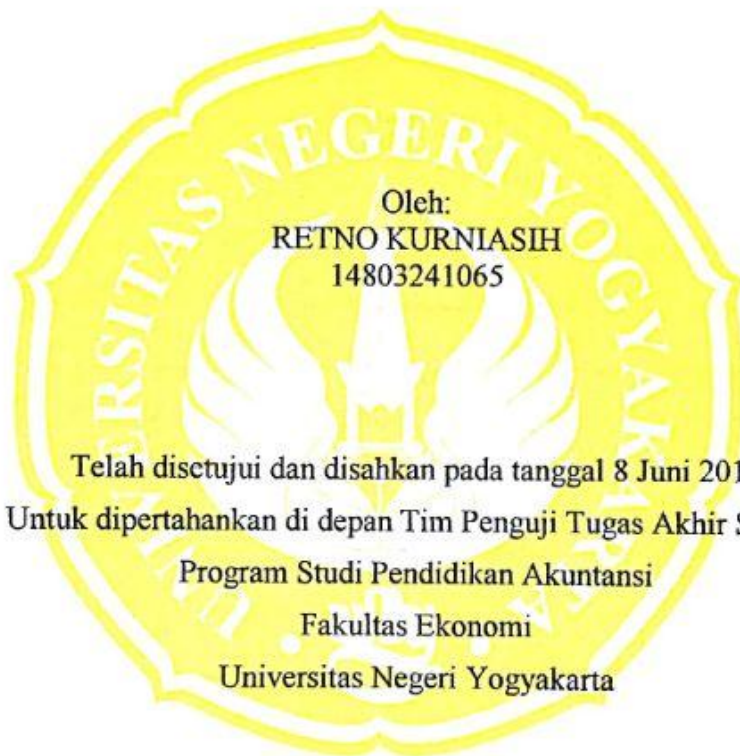 UNIVERSITAS NEGERI YOGYAKARTA
Oleh:
RETNO KURNIASIH
14803241065
Telah disetujui dan disahkan pada tanggal 8 Juni 201
Untuk dipertahankan di depan Tim Penguji Tugas Akhir S
Program Studi Pendidikan Akuntansi
Fakultas Ekonomi
Universitas Negeri Yogyakarta